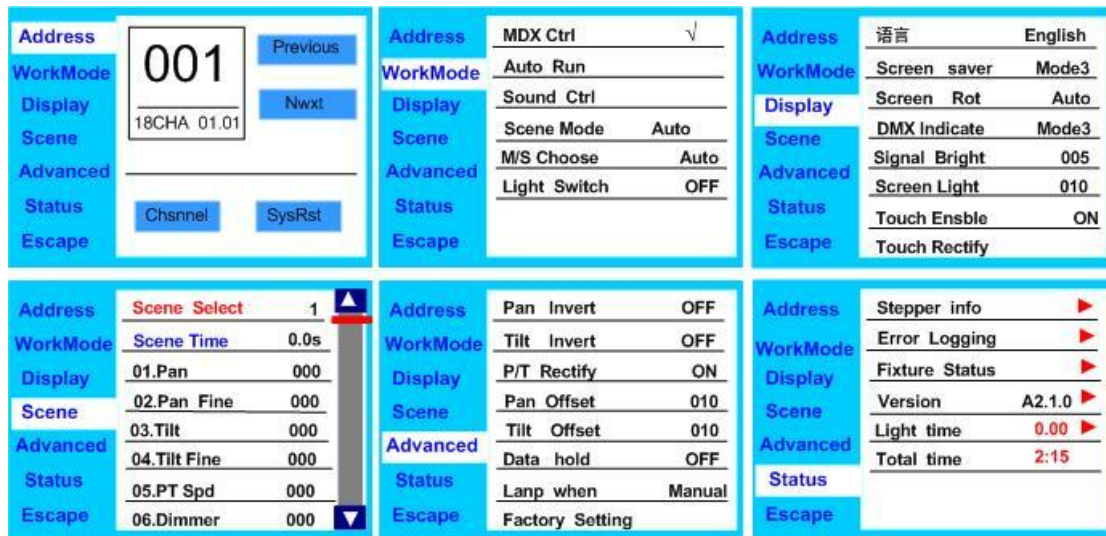 Address
WorkMode
Display
Scene
Advanced
Status
Escape
001
18CHA 01.01
Previous
Nwxt
Chsnnel
SysRst
Address
WorkMode
Display
Scene
Advanced
Status
Escape
MDX Ctrl √
Auto Run
Sound Ctrl
Scene Mode Auto
M/S Choose Auto
Light Switch OFF
Address
WorkMode
Display
Scene
Advanced
Status
Escape
语言 English
Screen saver Mode3
Screen Rot Auto
DMX Indicate Mode3
Signal Bright 005
Screen Light 010
Touch Ensble ON
Touch Rectify
Address
WorkMode
Display
Scene
Advanced
Status
Escape
Scene Select 1
Scene Time 0.0s
01.Pan 000
02.Pan Fine 000
03.Tilt 000
04.Tilt Fine 000
05.PT Spd 000
06.Dimmer 000
Address
WorkMode
Display
Scene
Advanced
Status
Escape
Pan Invert OFF
Tilt Invert OFF
P/T Rectify ON
Pan Offset 010
Tilt Offset 010
Data hold OFF
Lanp when Manual
Factory Setting
Address
WorkMode
Display
Scene
Advanced
Status
Escape
Stepper info
Error Logging
Fixture Status
Version A2.1.0
Light time 0.00
Total time 2:15